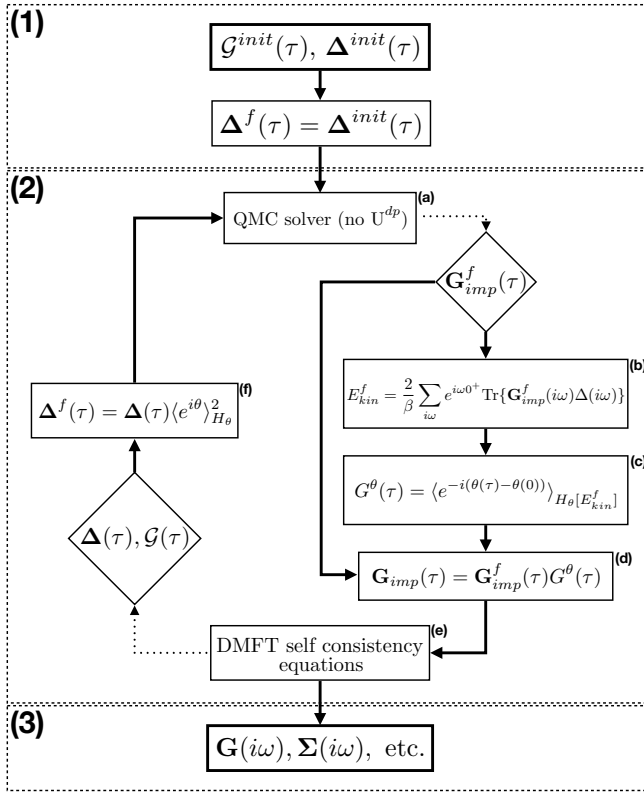 (1)
𝒢^{init}(τ), Δ^{init}(τ)
Δ^f(τ) = Δ^{init}(τ)
(2)
(a)
QMC solver (no U^{dp})
G^f_{imp}(τ)
(b)
E^f_{kin} = \frac{2}{β} ∑_{iω} e^{iω0^+} Tr{G^f_{imp}(iω)Δ(iω)}
(f)
Δ^f(τ) = Δ(τ)⟨e^{iθ}⟩^2_{H_θ}
(c)
G^θ(τ) = ⟨e^{-i(θ(τ)-θ(0))}⟩_{H_θ[E^f_{kin}]}
Δ(τ), 𝒢(τ)
(d)
G_{imp}(τ) = G^f_{imp}(τ)G^θ(τ)
(e)
DMFT self consistency
equations
(3)
G(iω), Σ(iω), etc.